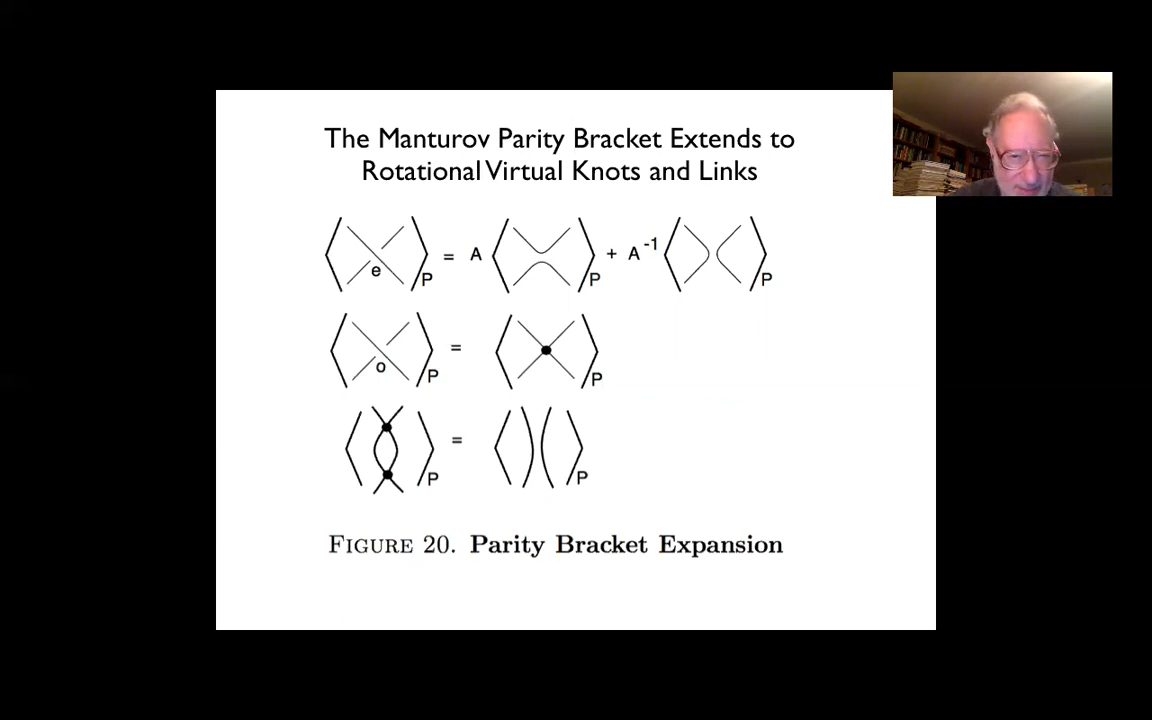 The Manturov Parity Bracket Extends to
Rotational Virtual Knots and Links
e P = A P + A⁻¹ P
o P = P
P = P
FIGURE 20. Parity Bracket Expansion